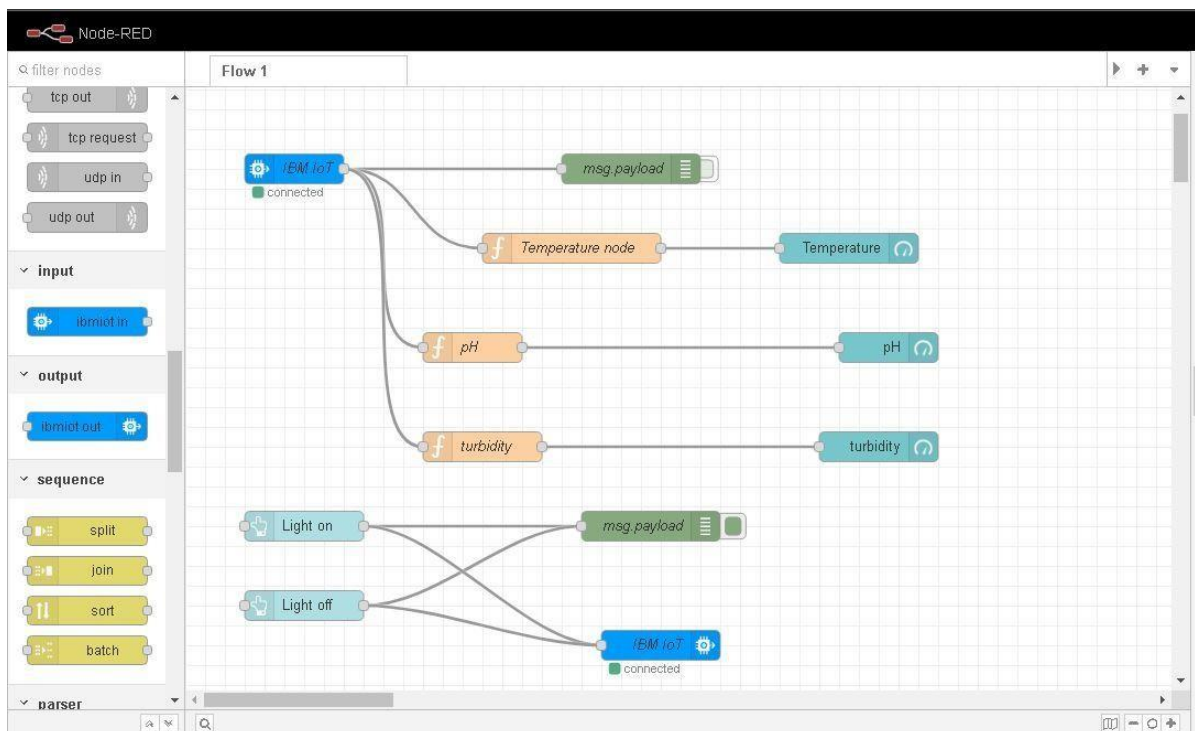 Node-RED
filter nodes
Flow 1
tcp out
tcp request
udp in
udp out
input
ibmiot in
output
ibmiot out
sequence
split
join
sort
batch
parser
IBM IoT
connected
msg.payload
Temperature node
Temperature
pH
pH
turbidity
turbidity
Light on
msg.payload
Light off
IBM IoT
connected